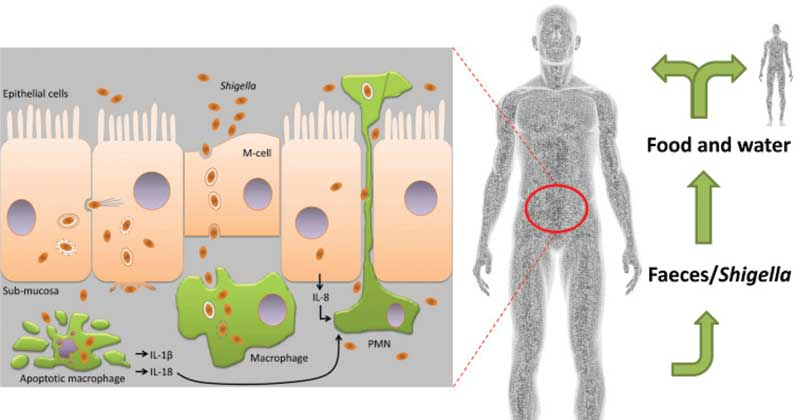 Epithelial cells
Shigella
M-cell
Sub-mucosa
IL-8
PMN
Macrophage
IL-1β
IL-18
Apoptotic macrophage
Food and water
Faeces/Shigella